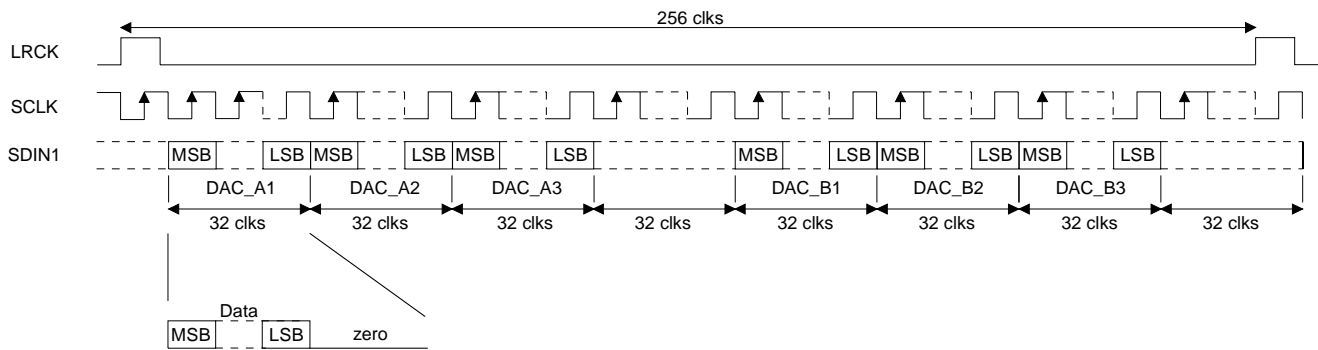 256 clks
LRCK
SCLK
SDIN1
MSB LSB MSB LSB MSB LSB MSB LSB MSB LSB MSB LSB
DAC_A1 DAC_A2 DAC_A3 DAC_B1 DAC_B2 DAC_B3
32 clks 32 clks 32 clks 32 clks 32 clks 32 clks 32 clks 32 clks
Data
MSB LSB zero